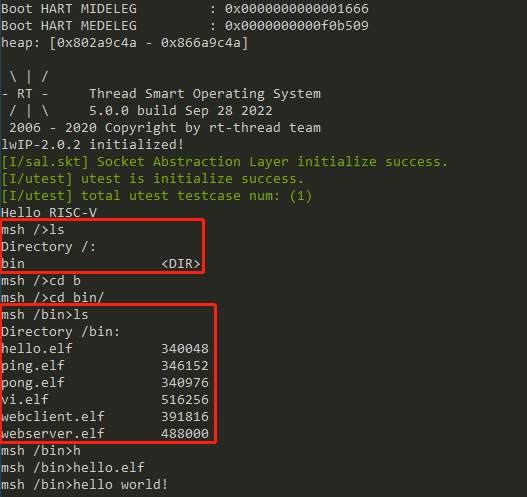 Boot HART MIDELEG         : 0x0000000000001666
Boot HART MEDELEG         : 0x0000000000f0b509
heap: [0x802a9c4a - 0x866a9c4a]
 \ | /
- RT -     Thread Smart Operating System
 / | \     5.0.0 build Sep 28 2022
 2006 - 2020 Copyright by rt-thread team
lwIP-2.0.2 initialized!
[I/sal.skt] Socket Abstraction Layer initialize success.
[I/utest] utest is initialize success.
[I/utest] total utest testcase num: (1)
Hello RISC-V
msh />ls
Directory /:
bin                 <DIR>
msh />cd b
msh />cd bin/
msh /bin>ls
Directory /bin:
hello.elf           340048
ping.elf            346152
pong.elf            340976
vi.elf              516256
webclient.elf       391816
webserver.elf       488000
msh /bin>h
msh /bin>hello.elf
msh /bin>hello world!